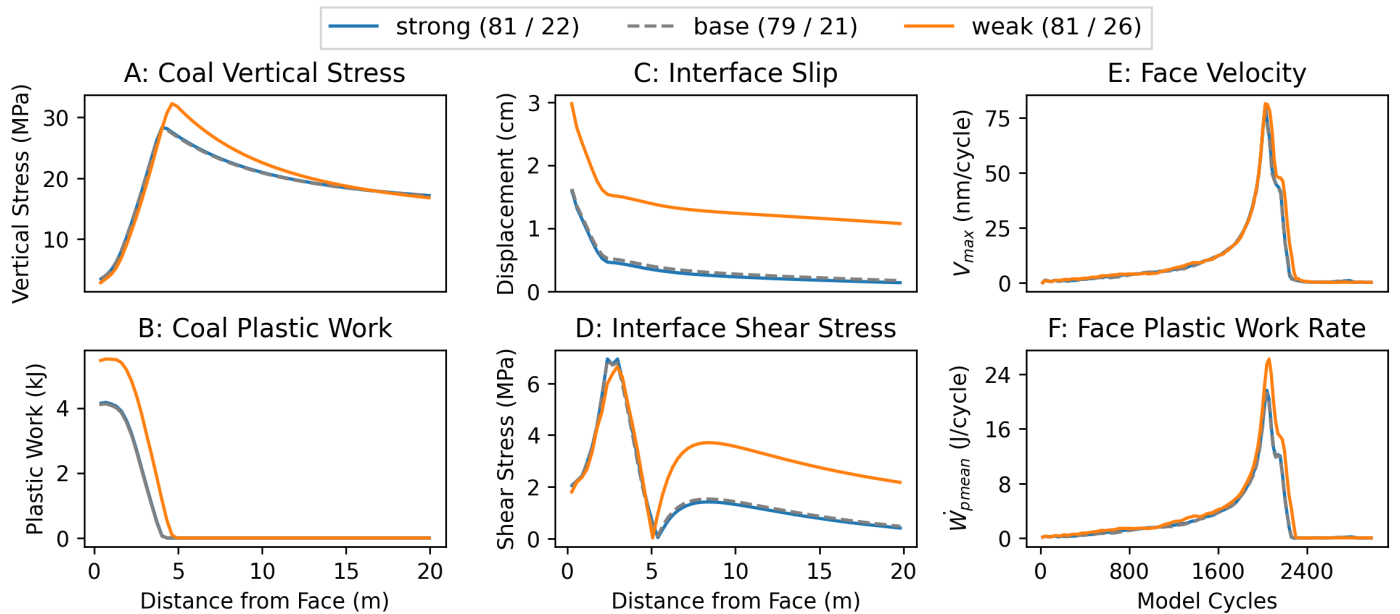 strong (81 / 22)
base (79 / 21)
weak (81 / 26)
A: Coal Vertical Stress
Vertical Stress (MPa)
30
20
10
C: Interface Slip
Displacement (cm)
3
2
1
0
E: Face Velocity
V_max (nm/cycle)
75
50
25
0
B: Coal Plastic Work
Plastic Work (kJ)
4
2
0
0
5
10
15
20
Distance from Face (m)
D: Interface Shear Stress
Shear Stress (MPa)
6
4
2
0
0
5
10
15
20
Distance from Face (m)
F: Face Plastic Work Rate
Ẇ_pmean (J/cycle)
24
16
8
0
0
800
1600
2400
Model Cycles